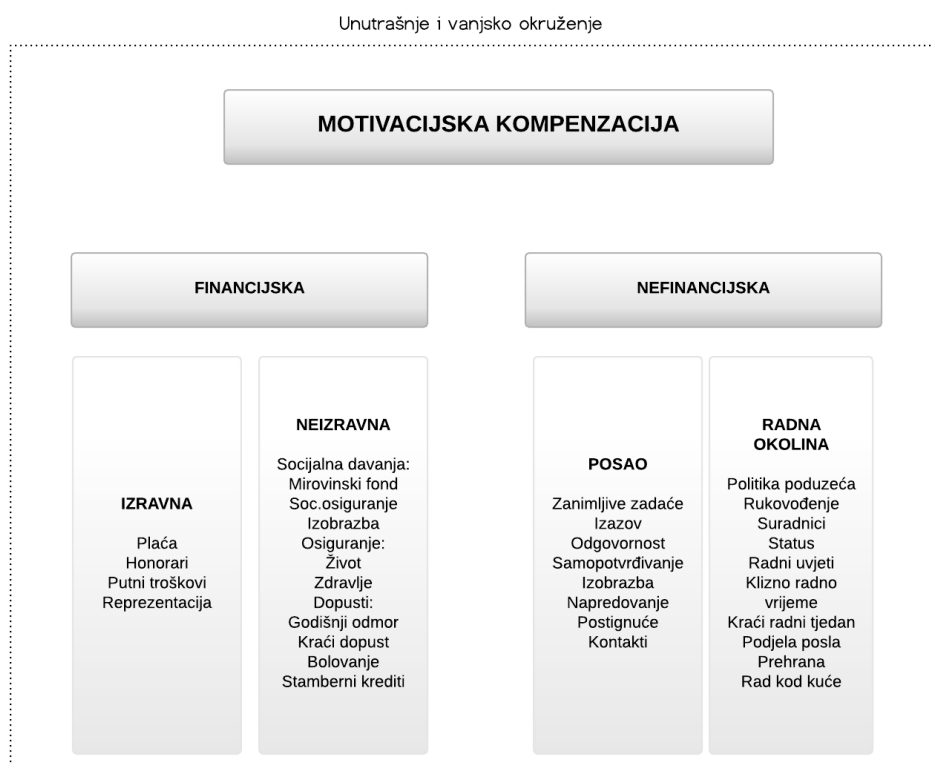 Unutrašnje i vanjsko okruženje
MOTIVACIJSKA KOMPENZACIJA
FINANCIJSKA
NEFINANCIJSKA
IZRAVNA
Plaća
Honorari
Putni troškovi
Reprezentacija
NEIZRAVNA
Socijalna davanja:
Mirovinski fond
Soc.osiguranje
Izobrazba
Osiguranje:
Život
Zdravlje
Dopusti:
Godišnji odmor
Kraći dopust
Bolovanje
Stamberni krediti
POSAO
Zanimljive zadaće
Izazov
Odgovornost
Samopotvrđivanje
Izobrazba
Napredovanje
Postignuće
Kontakti
RADNA
OKOLINA
Politika poduzeća
Rukovođenje
Suradnici
Status
Radni uvjeti
Klizno radno
vrijeme
Kraći radni tjedan
Podjela posla
Prehrana
Rad kod kuće